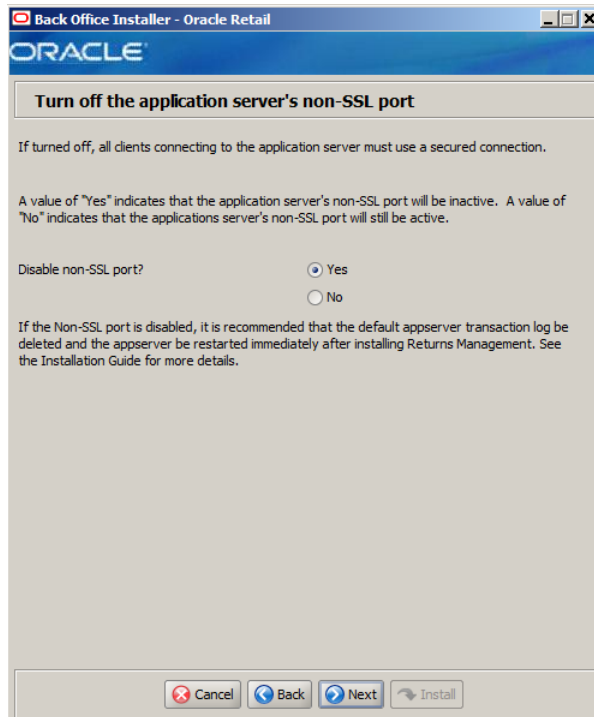 Back Office Installer - Oracle Retail
ORACLE
Turn off the application server's non-SSL port
If turned off, all clients connecting to the application server must use a secured connection.
A value of "Yes" indicates that the application server's non-SSL port will be inactive. A value of
"No" indicates that the applications server's non-SSL port will still be active.
Disable non-SSL port?
Yes
No
If the Non-SSL port is disabled, it is recommended that the default appserver transaction log be
deleted and the appserver be restarted immediately after installing Returns Management. See
the Installation Guide for more details.
Cancel Back Next Install